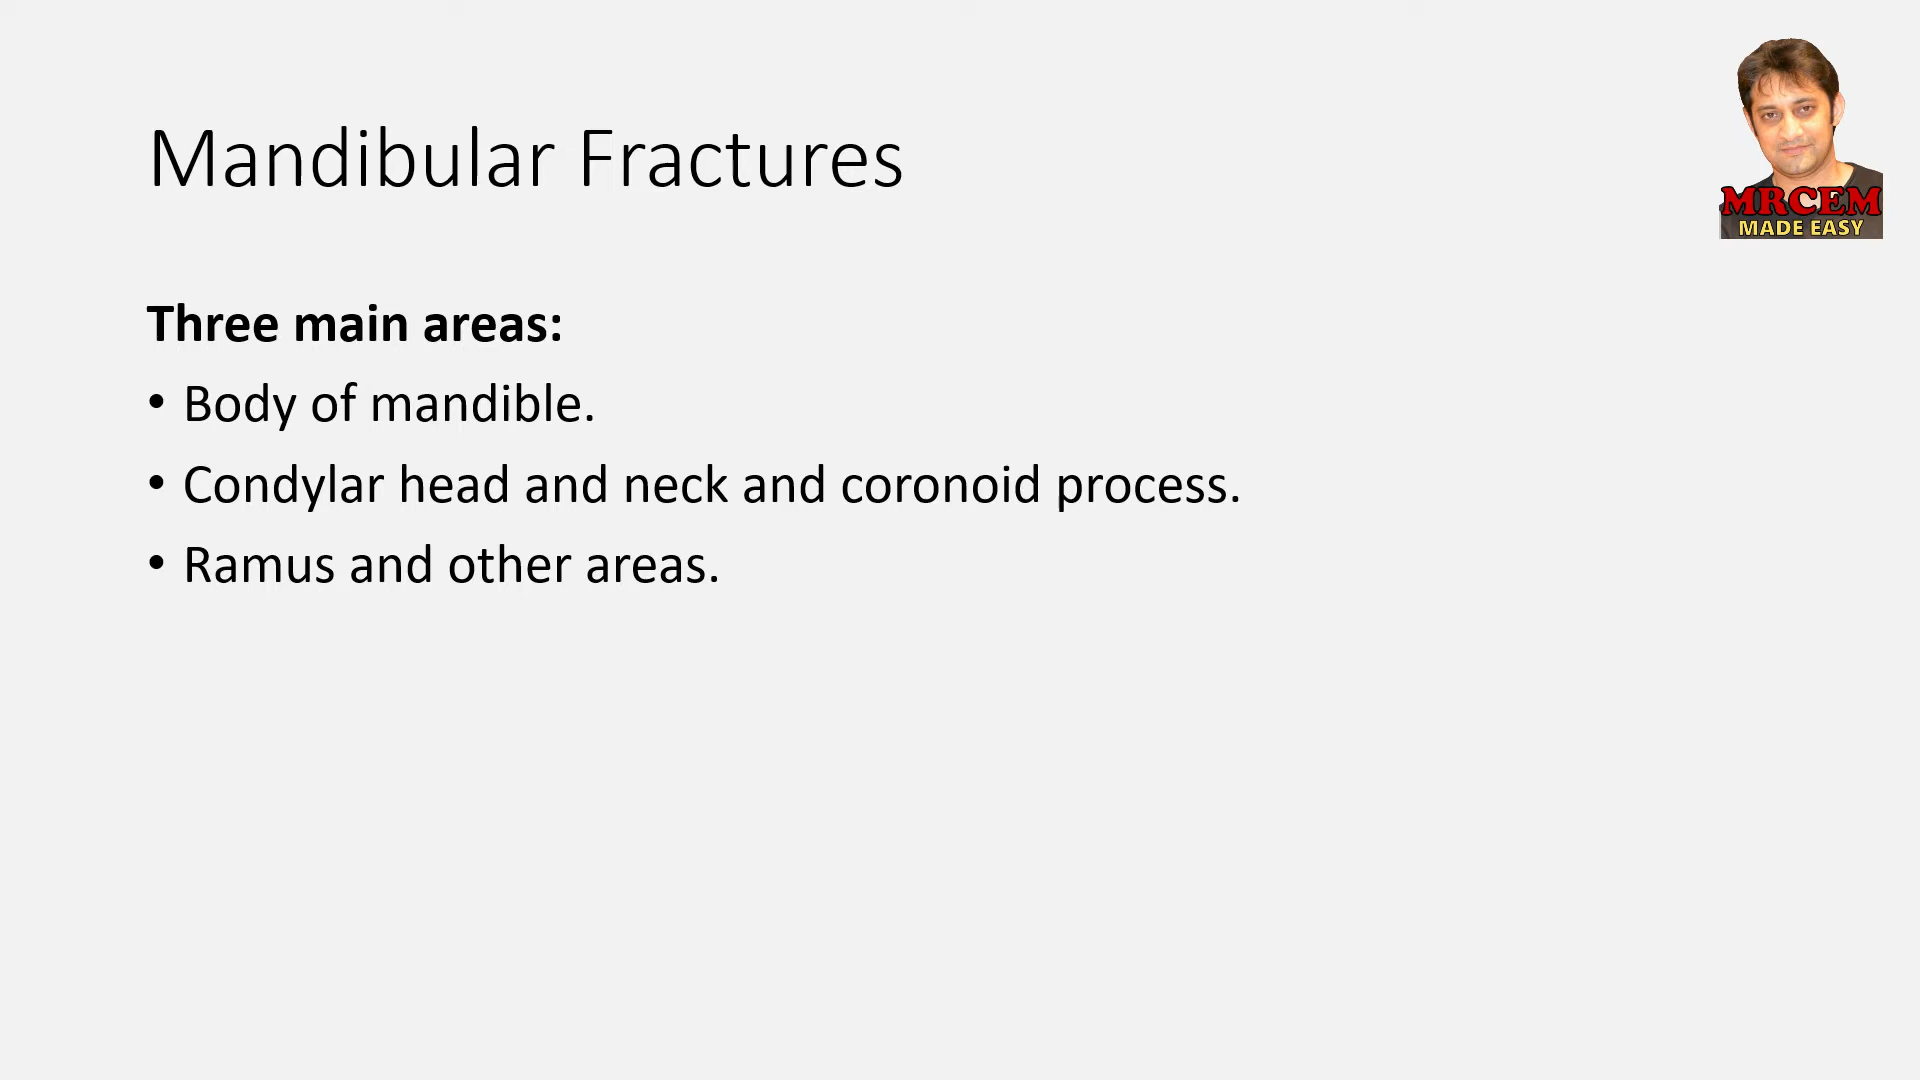 Mandibular Fractures
MRCEM
MADE EASY
Three main areas:
• Body of mandible.
• Condylar head and neck and coronoid process.
• Ramus and other areas.